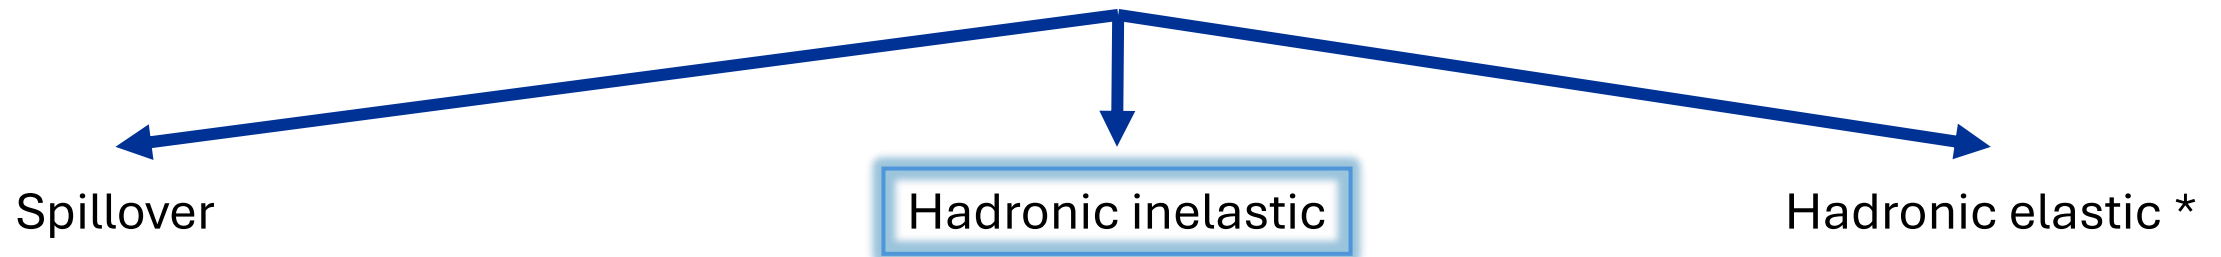 Spillover
Hadronic inelastic
Hadronic elastic *